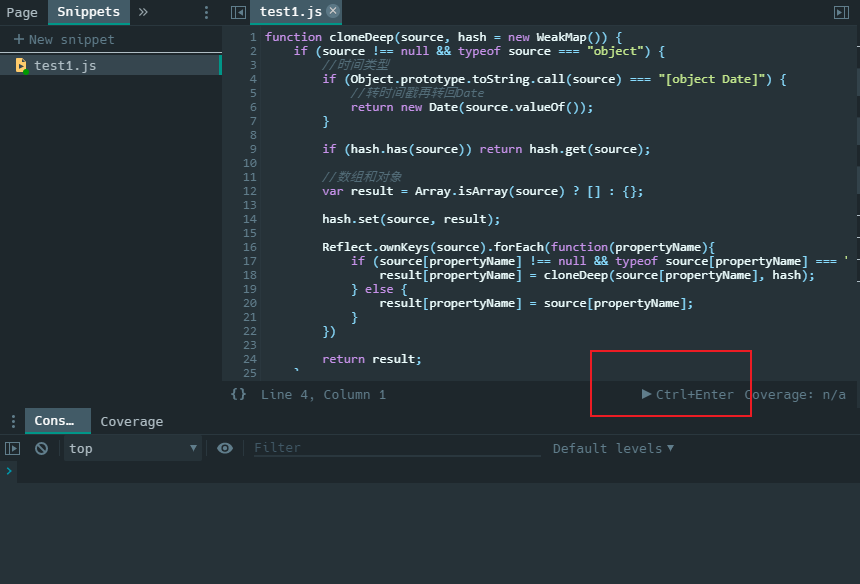 Page Snippets » test1.js
+ New snippet
test1.js
1 function cloneDeep(source, hash = new WeakMap()) {
2 if (source !== null && typeof source === "object") {
3 //时间类型
4 if (Object.prototype.toString.call(source) === "[object Date]") {
5 //转时间戳再转回Date
6 return new Date(source.valueOf());
7 }
8
9 if (hash.has(source)) return hash.get(source);
10
11 //数组和对象
12 var result = Array.isArray(source) ? [] : {};
13
14 hash.set(source, result);
15
16 Reflect.ownKeys(source).forEach(function(propertyName){
17 if (source[propertyName] !== null && typeof source[propertyName] === '
18 result[propertyName] = cloneDeep(source[propertyName], hash);
19 } else {
20 result[propertyName] = source[propertyName];
21 }
22 })
23
24 return result;
25
{} Line 4, Column 1 Ctrl+Enter Coverage: n/a
Cons… Coverage
top Filter Default levels
>